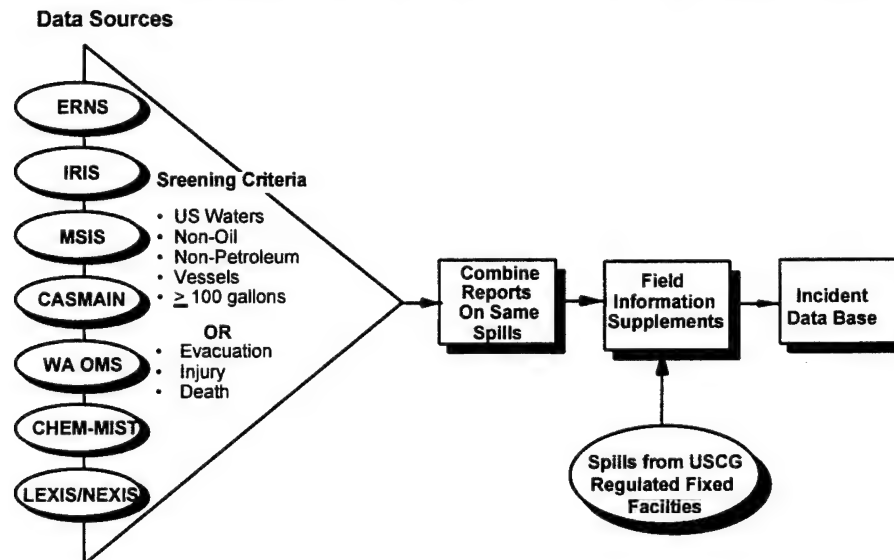 Data Sources
ERNS
IRIS
MSIS
CASMAIN
WA OMS
CHEM-MIST
LEXIS/NEXIS
Sreening Criteria
• US Waters
• Non-Oil
• Non-Petroleum
• Vessels
• ≥ 100 gallons
OR
• Evacuation
• Injury
• Death
Combine
Reports
On Same
Spills
Field
Information
Supplements
Incident
Data Base
Spills from USCG
Regulated Fixed
Facilties